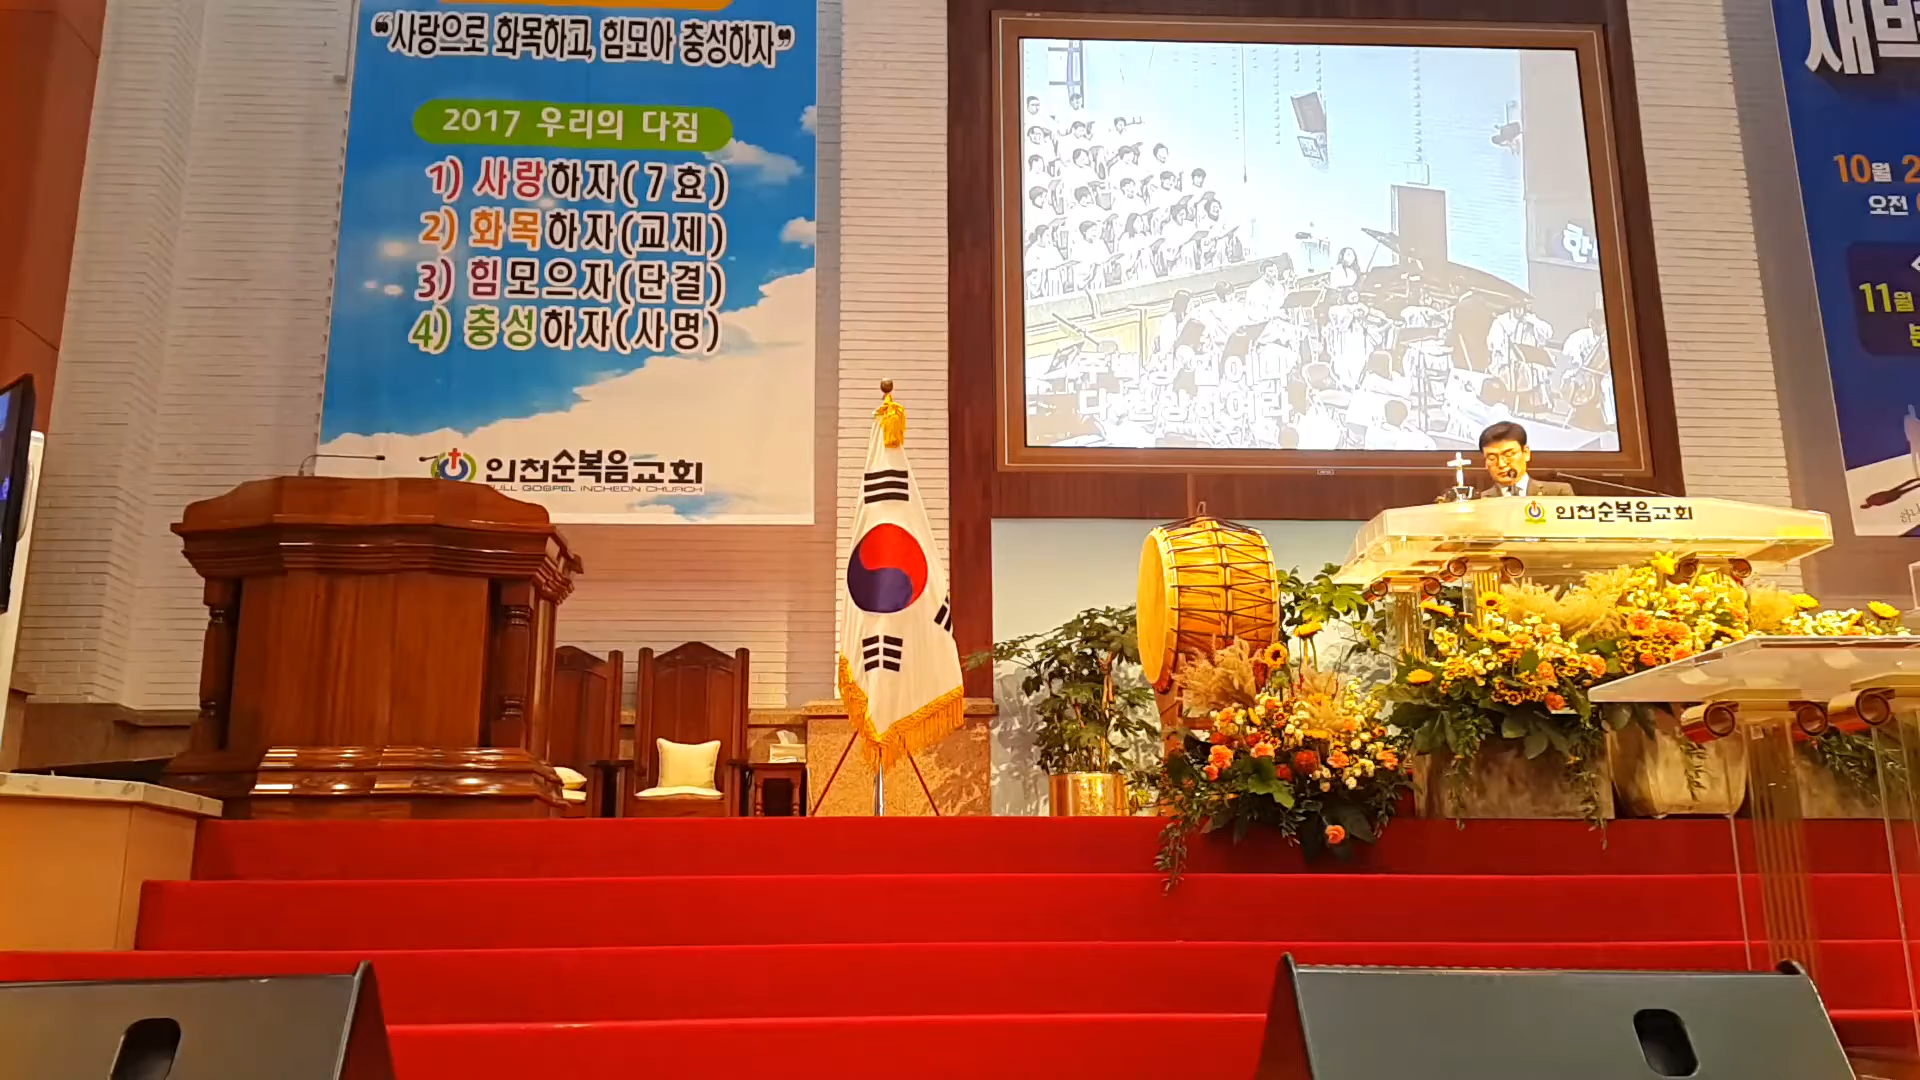 “사랑으로 화목하고, 힘모아 충성하자”
2017 우리의 다짐
1) 사랑하자(7효)
2) 화목하자(교제)
3) 힘모으자(단결)
4) 충성하자(사명)
인천순복음교회
FULL GOSPEL INCHEON CHURCH
인천순복음교회
새벽
10월 2
오전
11월